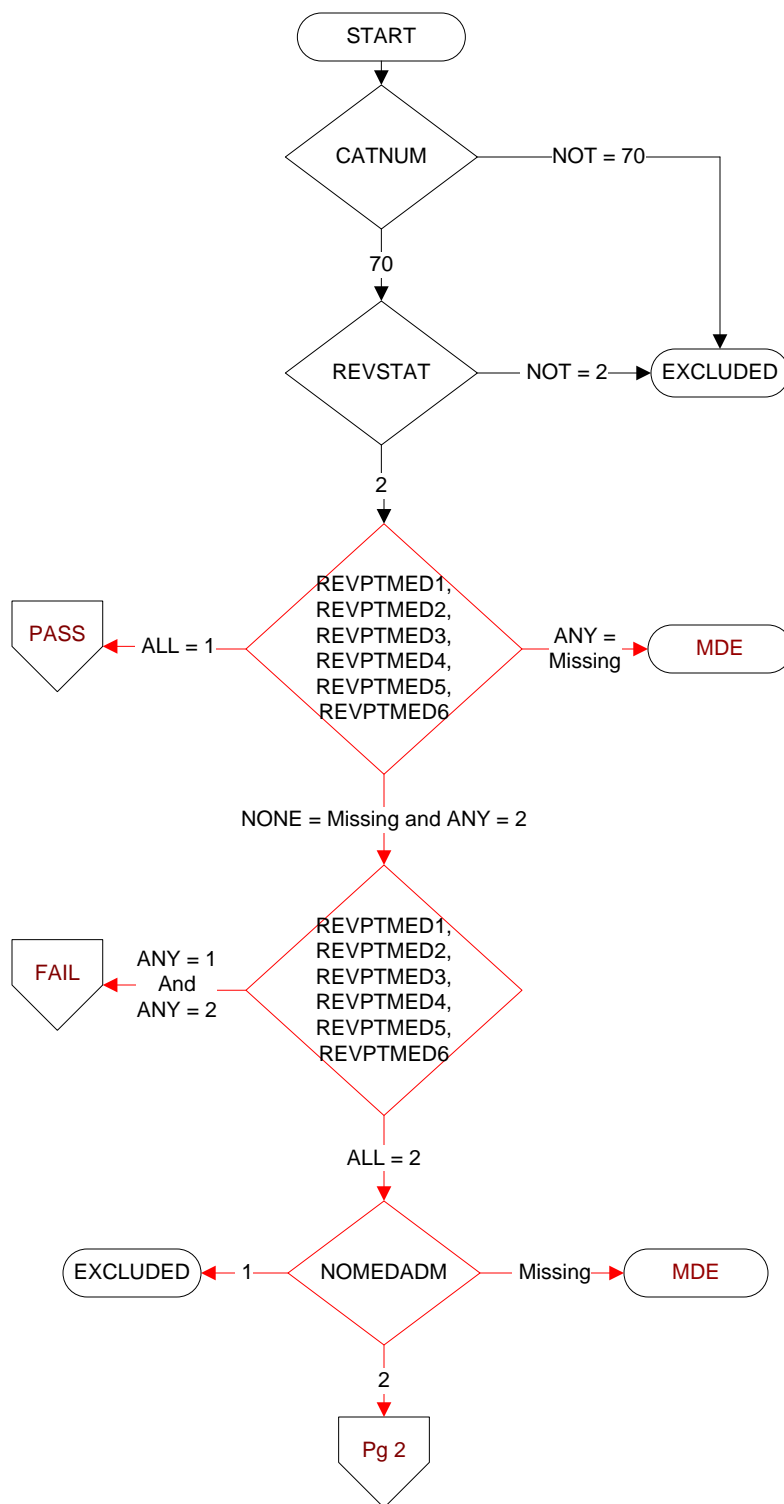 START
CATNUM
NOT = 70
70
REVSTAT
NOT = 2
EXCLUDED
2
REVPTMED1,
REVPTMED2,
REVPTMED3,
REVPTMED4,
REVPTMED5,
REVPTMED6
PASS
ALL = 1
ANY =
Missing
MDE
NONE = Missing and ANY = 2
REVPTMED1,
REVPTMED2,
REVPTMED3,
REVPTMED4,
REVPTMED5,
REVPTMED6
FAIL
ANY = 1
And
ANY = 2
ALL = 2
EXCLUDED
1
NOMEDADM
Missing
MDE
2
Pg 2